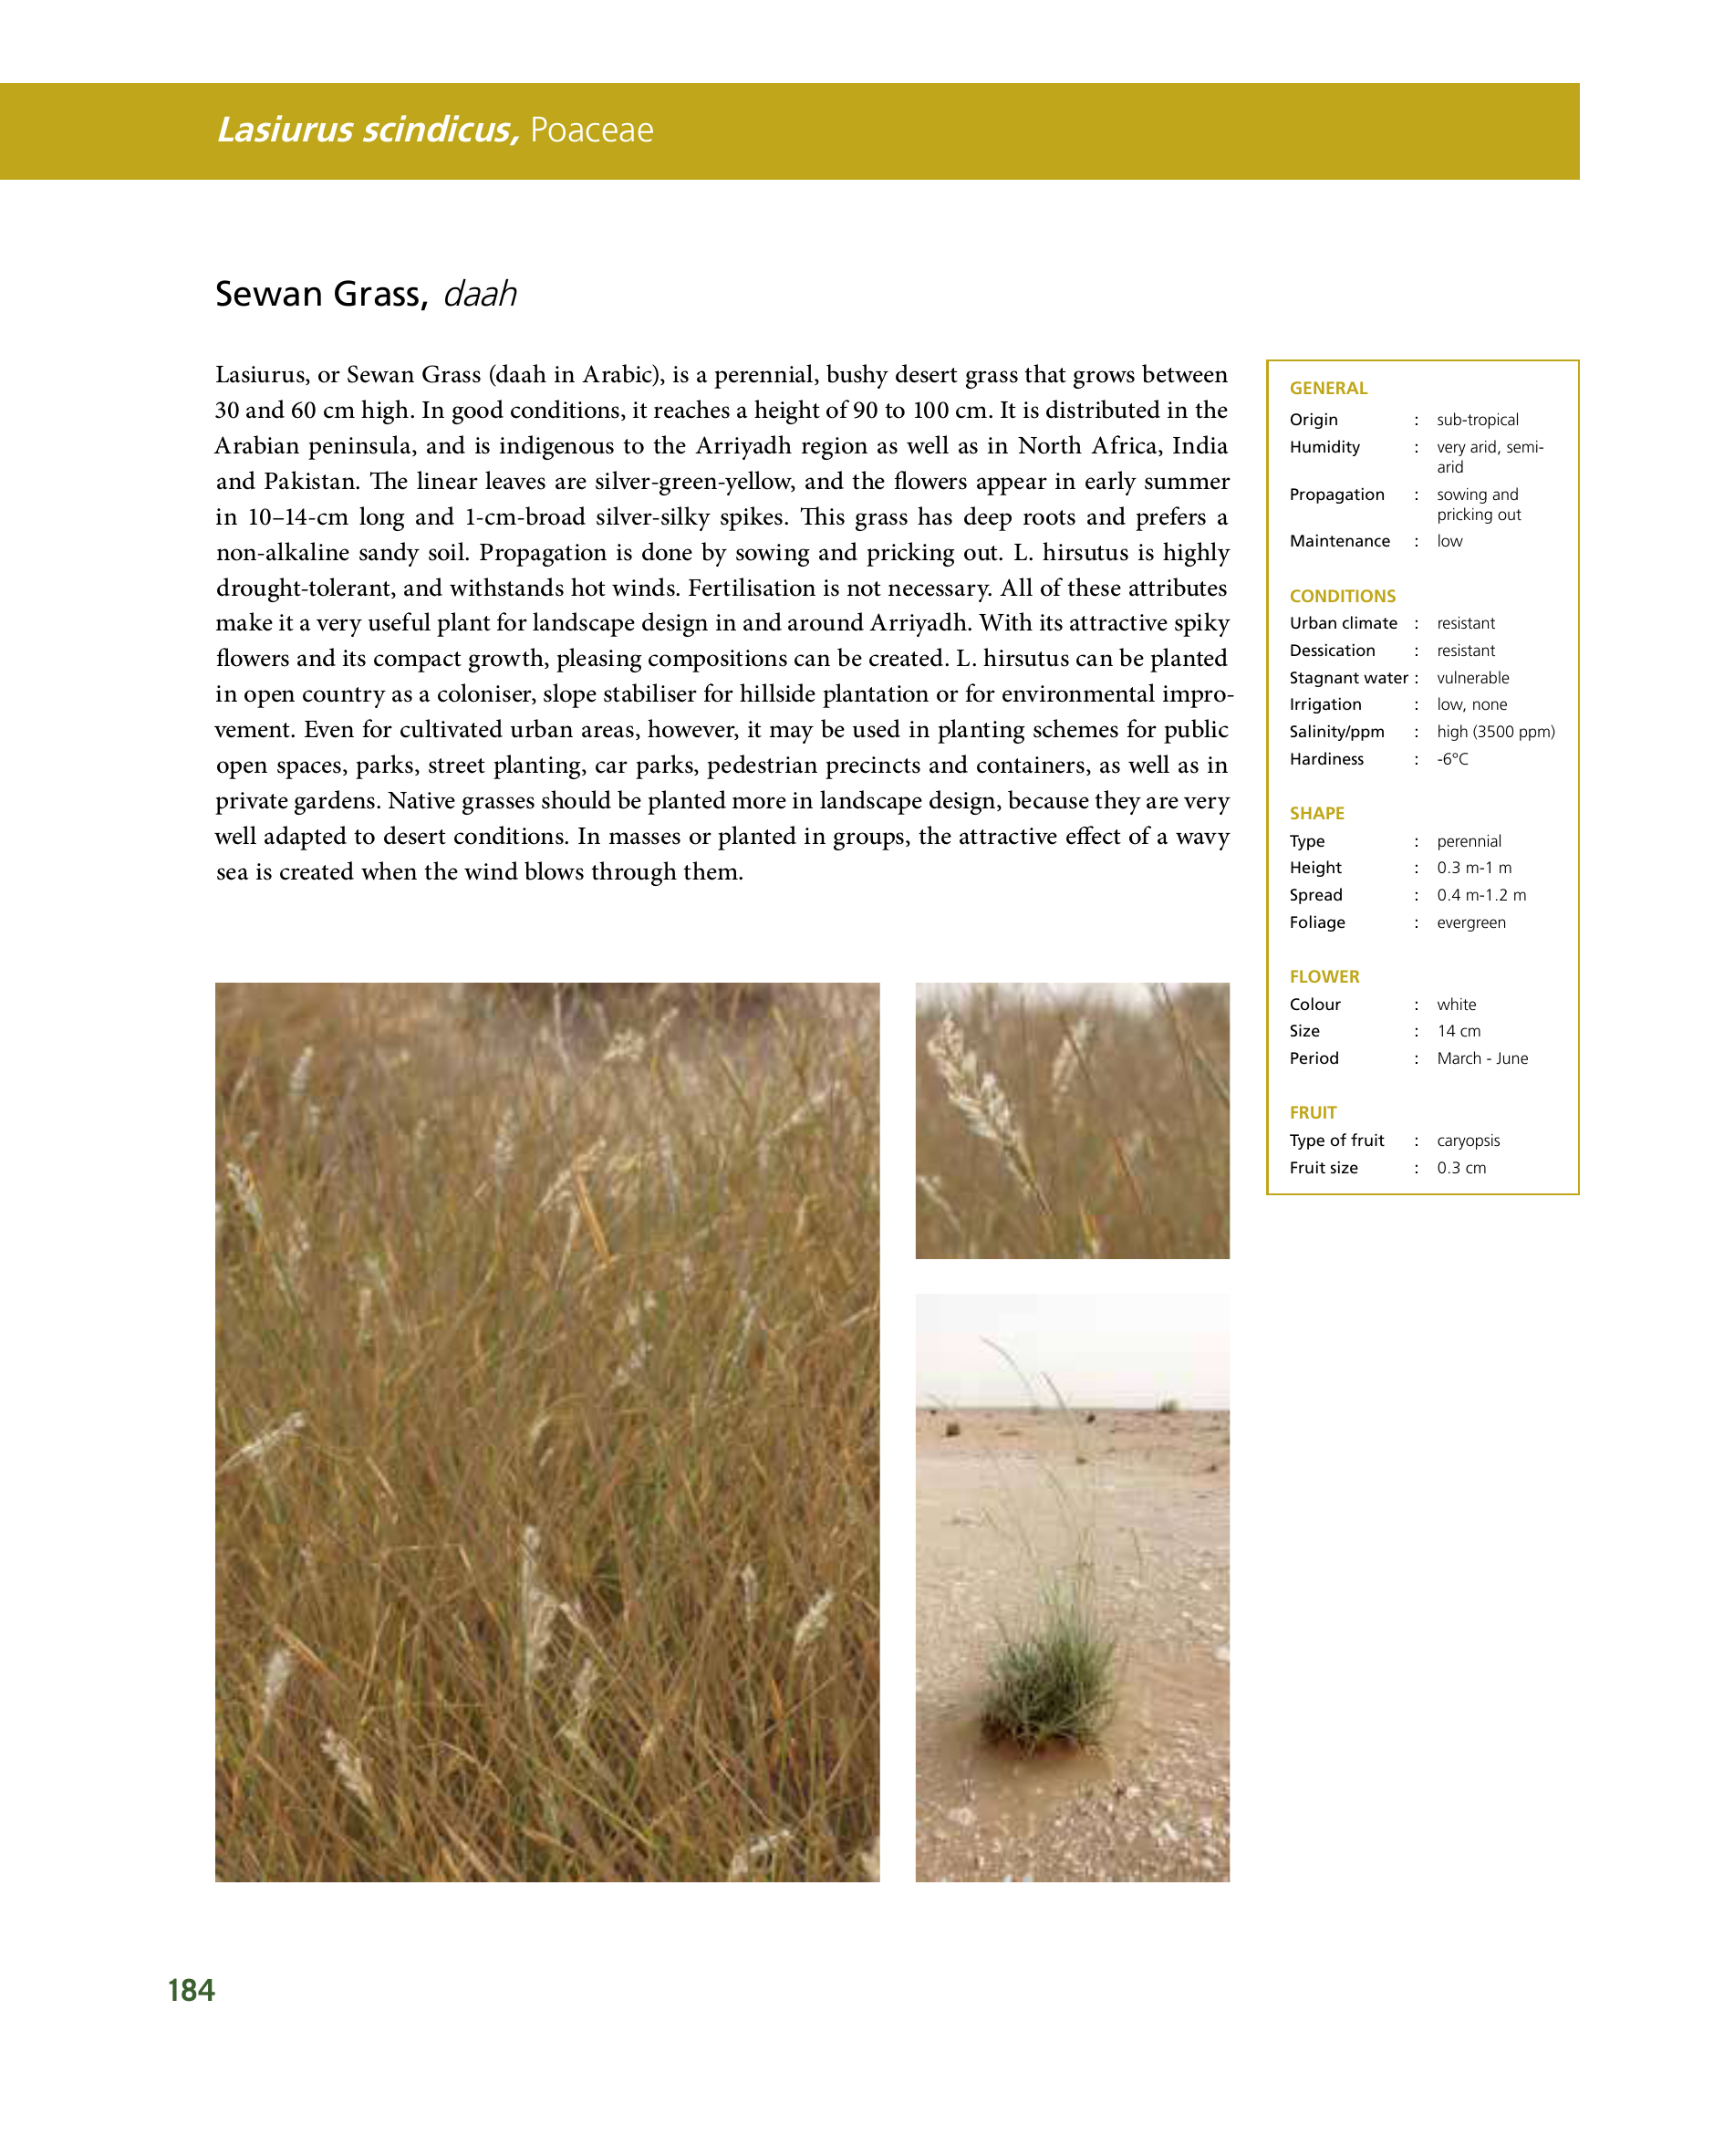 Lasiurus scindicus, Poaceae
Sewan Grass, daah
Lasiurus, or Sewan Grass (daah in Arabic), is a perennial, bushy desert grass that grows between
30 and 60 cm high. In good conditions, it reaches a height of 90 to 100 cm. It is distributed in the
Arabian peninsula, and is indigenous to the Arriyadh region as well as in North Africa, India
and Pakistan. The linear leaves are silver-green-yellow, and the flowers appear in early summer
in 10–14-cm long and 1-cm-broad silver-silky spikes. This grass has deep roots and prefers a
non-alkaline sandy soil. Propagation is done by sowing and pricking out. L. hirsutus is highly
drought-tolerant, and withstands hot winds. Fertilisation is not necessary. All of these attributes
make it a very useful plant for landscape design in and around Arriyadh. With its attractive spiky
flowers and its compact growth, pleasing compositions can be created. L. hirsutus can be planted
in open country as a coloniser, slope stabiliser for hillside plantation or for environmental impro-
vement. Even for cultivated urban areas, however, it may be used in planting schemes for public
open spaces, parks, street planting, car parks, pedestrian precincts and containers, as well as in
private gardens. Native grasses should be planted more in landscape design, because they are very
well adapted to desert conditions. In masses or planted in groups, the attractive effect of a wavy
sea is created when the wind blows through them.
GENERAL
Origin : sub-tropical
Humidity : very arid, semi-
arid
Propagation : sowing and
pricking out
Maintenance : low
CONDITIONS
Urban climate : resistant
Dessication : resistant
Stagnant water : vulnerable
Irrigation : low, none
Salinity/ppm : high (3500 ppm)
Hardiness : -6°C
SHAPE
Type : perennial
Height : 0.3 m-1 m
Spread : 0.4 m-1.2 m
Foliage : evergreen
FLOWER
Colour : white
Size : 14 cm
Period : March - June
FRUIT
Type of fruit : caryopsis
Fruit size : 0.3 cm
184